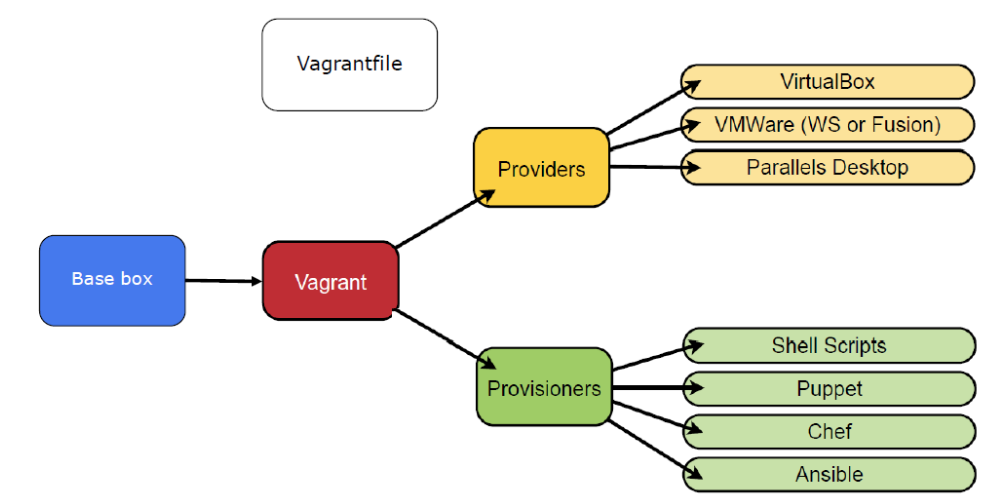 Vagrantfile
VirtualBox
VMWare (WS or Fusion)
Providers
Parallels Desktop
Base box
Vagrant
Shell Scripts
Provisioners
Puppet
Chef
Ansible